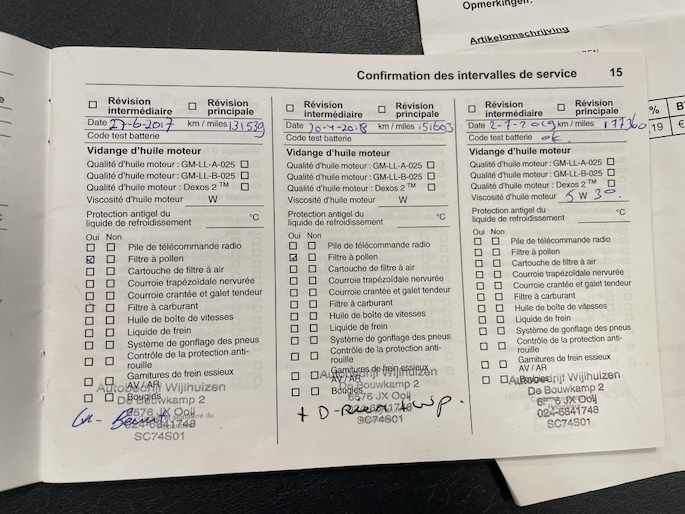 Opmerkingen:
Artikelomschrijving
Confirmation des intervalles de service 15
Révision intermédiaire Révision principale
Date 27-6-2017 km / miles 131539
Code test batterie
Vidange d'huile moteur
Qualité d'huile moteur : GM-LL-A-025
Qualité d'huile moteur : GM-LL-B-025
Qualité d'huile moteur : Dexos 2 TM
Viscosité d'huile moteur W
Protection antigel du
liquide de refroidissement °C
Oui Non
Pile de télécommande radio
Filtre à pollen
Cartouche de filtre à air
Courroie trapézoïdale nervurée
Courroie crantée et galet tendeur
Filtre à carburant
Huile de boîte de vitesses
Liquide de frein
Système de gonflage des pneus
Contrôle de la protection anti-
rouille
Garnitures de frein essieux
AV / AR
Bougies
Autobedrijf Wijlhuizen
De Bouwkamp 2
6576 JX Ooij
024-6841748
SC74S01
Révision intermédiaire Révision principale
Date 20-4-2018 km / miles 151603
Code test batterie
Vidange d'huile moteur
Qualité d'huile moteur : GM-LL-A-025
Qualité d'huile moteur : GM-LL-B-025
Qualité d'huile moteur : Dexos 2 TM
Viscosité d'huile moteur W
Protection antigel du
liquide de refroidissement °C
Oui Non
Pile de télécommande radio
Filtre à pollen
Cartouche de filtre à air
Courroie trapézoïdale nervurée
Courroie crantée et galet tendeur
Filtre à carburant
Huile de boîte de vitesses
Liquide de frein
Système de gonflage des pneus
Contrôle de la protection anti-
rouille
Garnitures de frein essieux
AV / AR
Bougies
Autobedrijf Wijlhuizen
De Bouwkamp 2
6576 JX Ooij
024-6841748
SC74S01
+ D-riem + wp.
Révision intermédiaire Révision principale
Date 2-7-2019 km / miles 177360
Code test batterie ok
Vidange d'huile moteur
Qualité d'huile moteur : GM-LL-A-025
Qualité d'huile moteur : GM-LL-B-025
Qualité d'huile moteur : Dexos 2 TM
Viscosité d'huile moteur 5 W 30.
Protection antigel du
liquide de refroidissement °C
Oui Non
Pile de télécommande radio
Filtre à pollen
Cartouche de filtre à air
Courroie trapézoïdale nervurée
Courroie crantée et galet tendeur
Filtre à carburant
Huile de boîte de vitesses
Liquide de frein
Système de gonflage des pneus
Contrôle de la protection anti-
rouille
Garnitures de frein essieux
AV / AR
Autobedrijf Wijlhuizen
De Bouwkamp 2
6576 JX Ooij
024-6841748
SC74S01
%
19 €